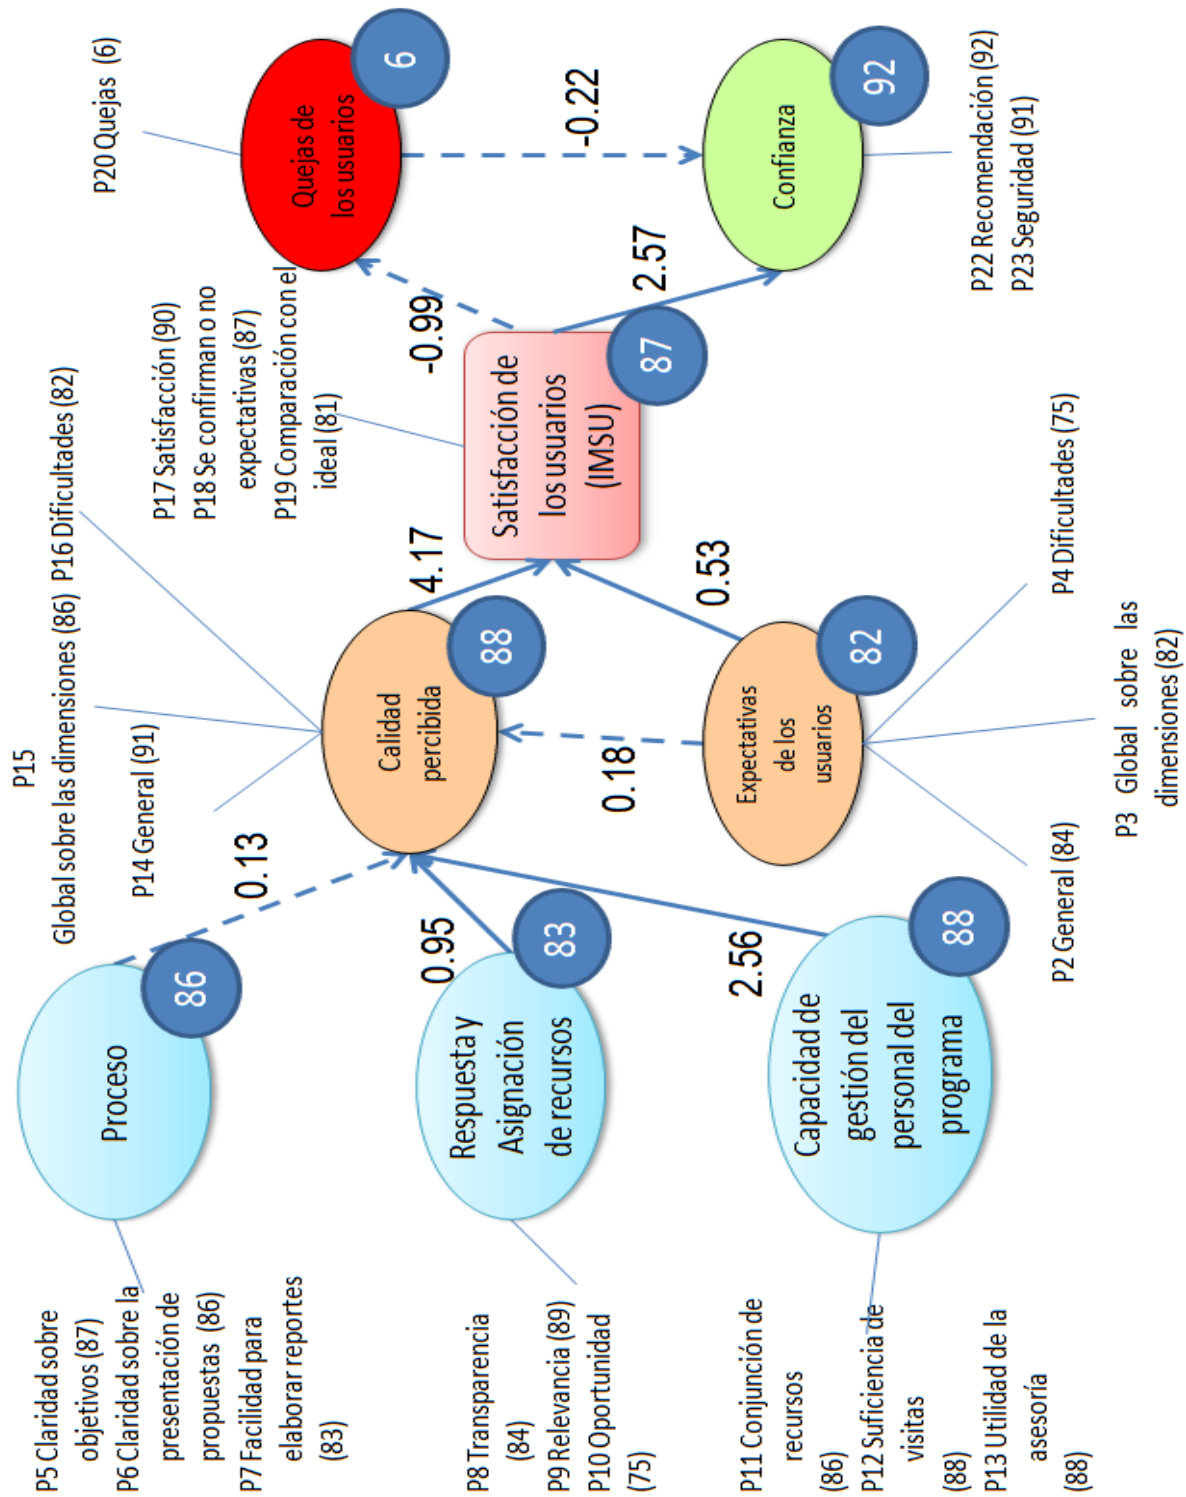 P5 Claridad sobre
objetivos (87)
P6 Claridad sobre la
presentación de
propuestas (86)
P7 Facilidad para
elaborar reportes
(83)
P8 Transparencia
(84)
P9 Relevancia (89)
P10 Oportunidad
(75)
P11 Conjunción de
recursos
(86)
P12 Suficiencia de
visitas
(88)
P13 Utilidad de la
asesoría
(88)
Proceso
86
Respuesta y
Asignación
de recursos
83
Capacidad de
gestión del
personal del
programa
88
0.13
0.95
2.56
P15
Global sobre las dimensiones (86)
P14 General (91)
P16 Dificultades (82)
Calidad
percibida
88
0.18
Expectativas
de los
usuarios
82
P2 General (84)
P3 Global sobre las
dimensiones (82)
P4 Dificultades (75)
4.17
0.53
P17 Satisfacción (90)
P18 Se confirman o no
expectativas (87)
P19 Comparación con el
ideal (81)
Satisfacción de
los usuarios
(IMSU)
87
-0.99
2.57
P20 Quejas (6)
Quejas de
los usuarios
6
-0.22
Confianza
92
P22 Recomendación (92)
P23 Seguridad (91)